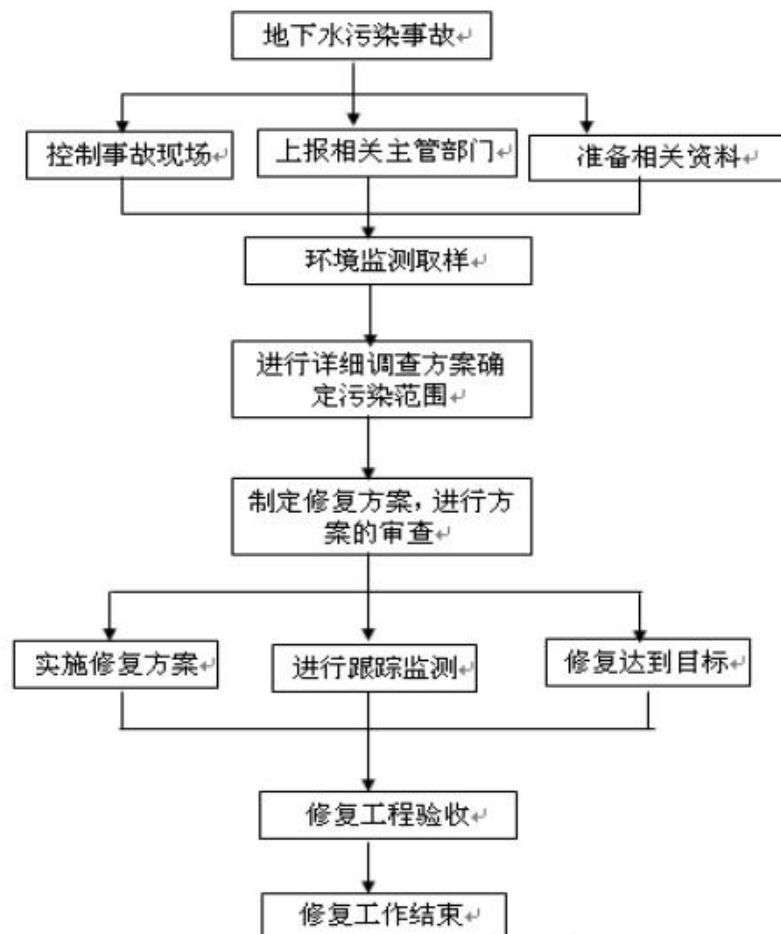 地下水污染事故
控制事故现场
上报相关主管部门
准备相关资料
环境监测取样
进行详细调查方案确
定污染范围
制定修复方案，进行方
案的审查
实施修复方案
进行跟踪监测
修复达到目标
修复工程验收
修复工作结束